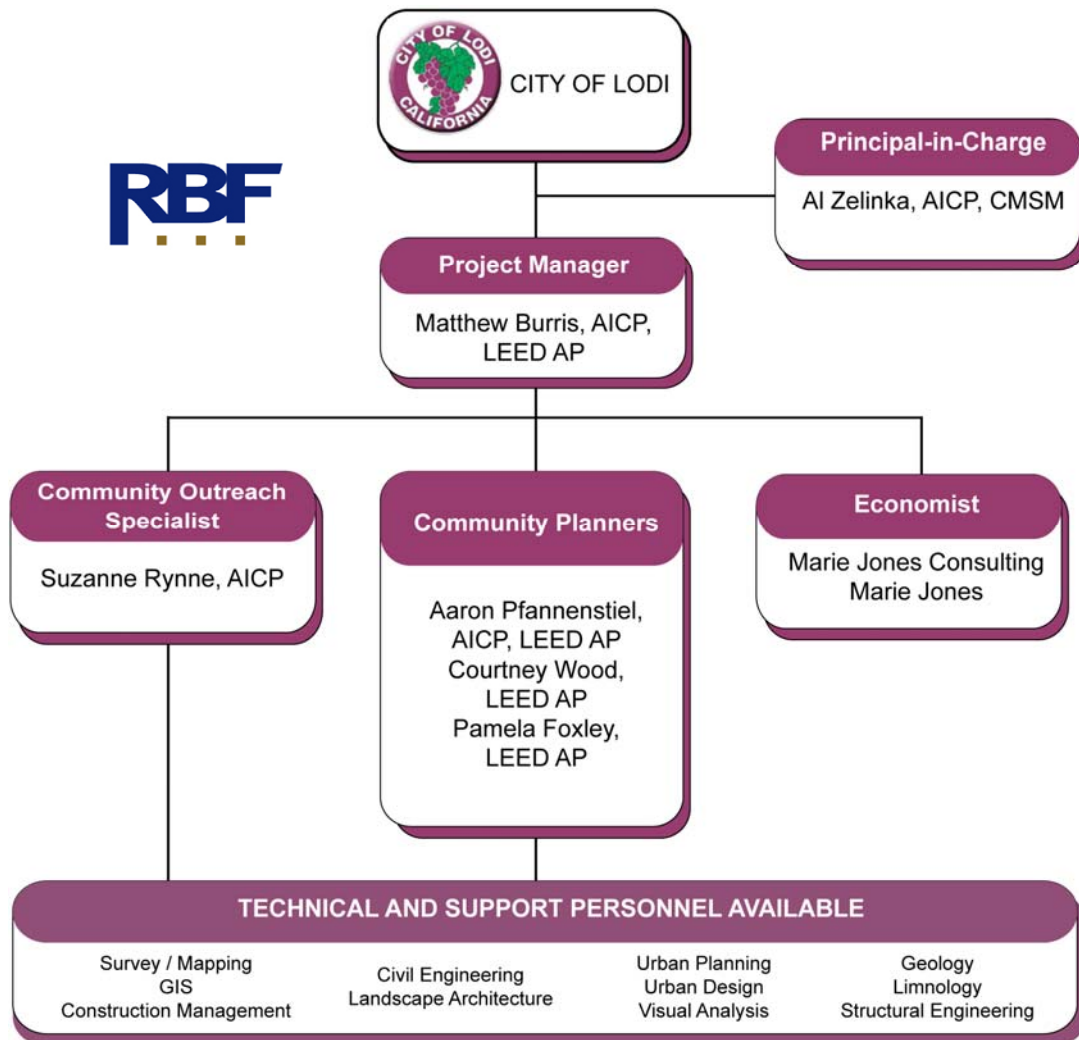 CITY OF LODI
CALIFORNIA
CITY OF LODI
RBF
Principal-in-Charge
Al Zelinka, AICP, CMSM
Project Manager
Matthew Burris, AICP,
LEED AP
Community Outreach
Specialist
Suzanne Rynne, AICP
Community Planners
Aaron Pfannenstiel,
AICP, LEED AP
Courtney Wood,
LEED AP
Pamela Foxley,
LEED AP
Economist
Marie Jones Consulting
Marie Jones
TECHNICAL AND SUPPORT PERSONNEL AVAILABLE
Survey / Mapping
GIS
Construction Management
Civil Engineering
Landscape Architecture
Urban Planning
Urban Design
Visual Analysis
Geology
Limnology
Structural Engineering